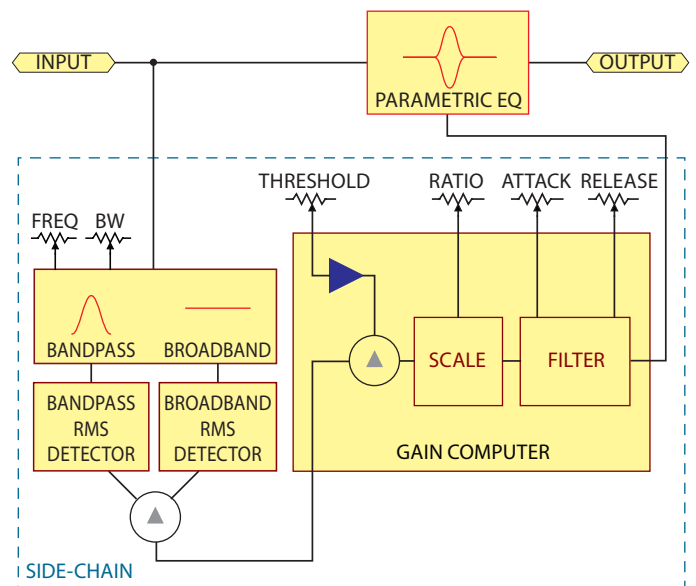 INPUT
OUTPUT
PARAMETRIC EQ
THRESHOLD
RATIO
ATTACK
RELEASE
FREQ
BW
BANDPASS
BROADBAND
SCALE
FILTER
BANDPASS
RMS
DETECTOR
BROADBAND
RMS
DETECTOR
GAIN COMPUTER
SIDE-CHAIN